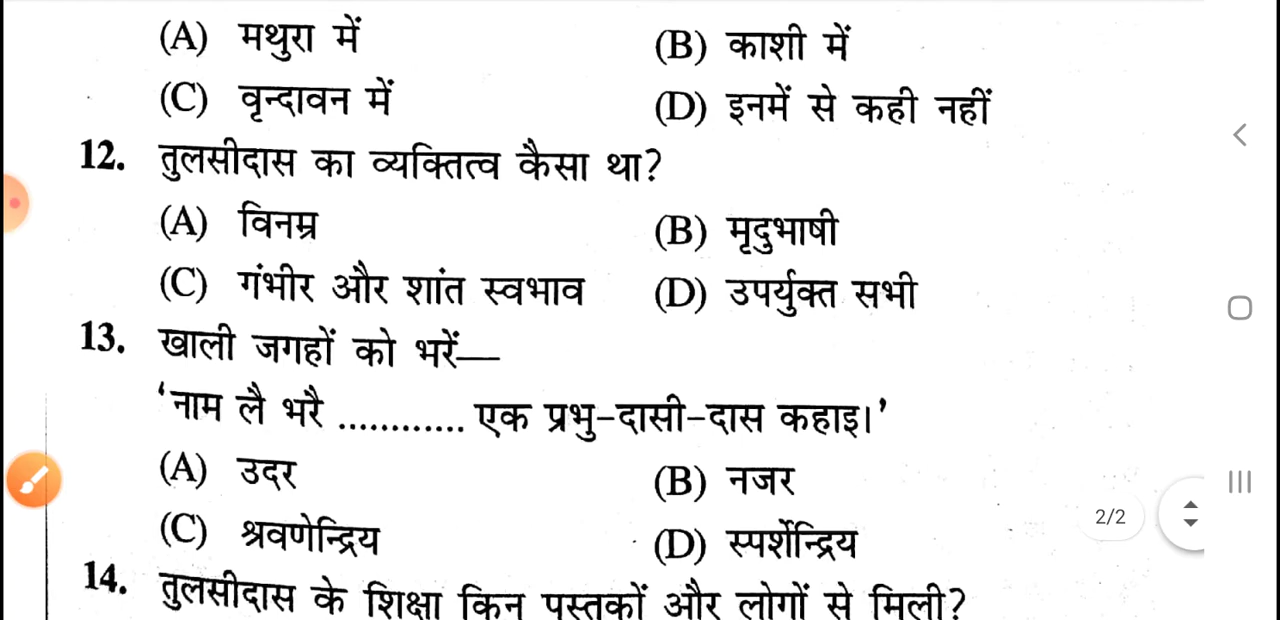 (A) मथुरा में (B) काशी में
(C) वृन्दावन में (D) इनमें से कही नहीं
12. तुलसीदास का व्यक्तित्व कैसा था?
(A) विनम्र (B) मृदुभाषी
(C) गंभीर और शांत स्वभाव (D) उपर्युक्त सभी
13. खाली जगहों को भरें—
‘नाम लै भरै ............ एक प्रभु-दासी-दास कहाइ।’
(A) उदर (B) नजर
(C) श्रवणेन्द्रिय (D) स्पर्शेन्द्रिय
2/2
14. तुलसीदास के शिक्षा किन पुस्तकों और लोगों से मिली?